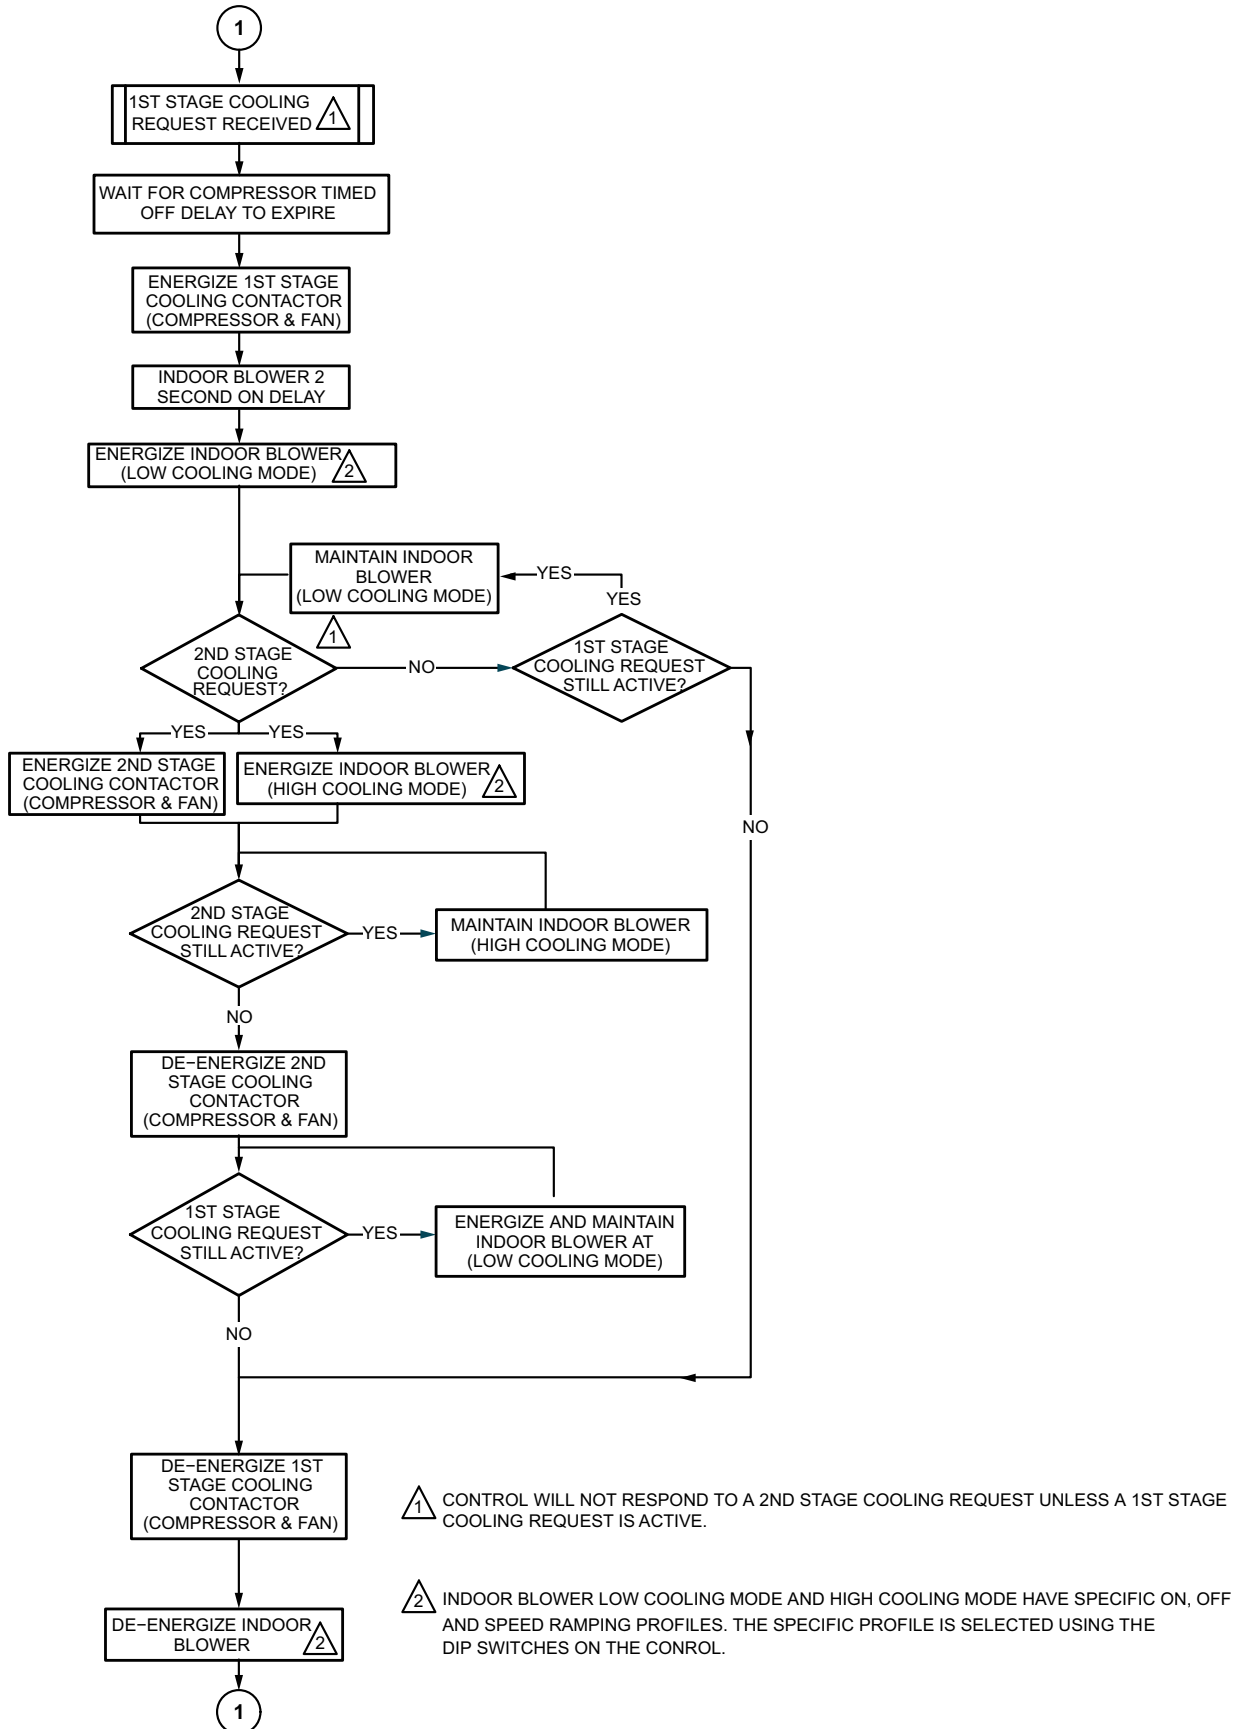 1
1ST STAGE COOLING
REQUEST RECEIVED 1
WAIT FOR COMPRESSOR TIMED
OFF DELAY TO EXPIRE
ENERGIZE 1ST STAGE
COOLING CONTACTOR
(COMPRESSOR & FAN)
INDOOR BLOWER 2
SECOND ON DELAY
ENERGIZE INDOOR BLOWER
(LOW COOLING MODE) 2
MAINTAIN INDOOR
BLOWER
(LOW COOLING MODE)
YES
YES
1
2ND STAGE
COOLING
REQUEST?
NO
1ST STAGE
COOLING REQUEST
STILL ACTIVE?
YES
YES
ENERGIZE 2ND STAGE
COOLING CONTACTOR
(COMPRESSOR & FAN)
ENERGIZE INDOOR BLOWER
(HIGH COOLING MODE) 2
NO
2ND STAGE
COOLING REQUEST
STILL ACTIVE?
YES
MAINTAIN INDOOR BLOWER
(HIGH COOLING MODE)
NO
DE−ENERGIZE 2ND
STAGE COOLING
CONTACTOR
(COMPRESSOR & FAN)
1ST STAGE
COOLING REQUEST
STILL ACTIVE?
YES
ENERGIZE AND MAINTAIN
INDOOR BLOWER AT
(LOW COOLING MODE)
NO
DE−ENERGIZE 1ST
STAGE COOLING
CONTACTOR
(COMPRESSOR & FAN)
DE−ENERGIZE INDOOR
BLOWER 2
1
1 CONTROL WILL NOT RESPOND TO A 2ND STAGE COOLING REQUEST UNLESS A 1ST STAGE
COOLING REQUEST IS ACTIVE.
2 INDOOR BLOWER LOW COOLING MODE AND HIGH COOLING MODE HAVE SPECIFIC ON, OFF
AND SPEED RAMPING PROFILES. THE SPECIFIC PROFILE IS SELECTED USING THE
DIP SWITCHES ON THE CONROL.